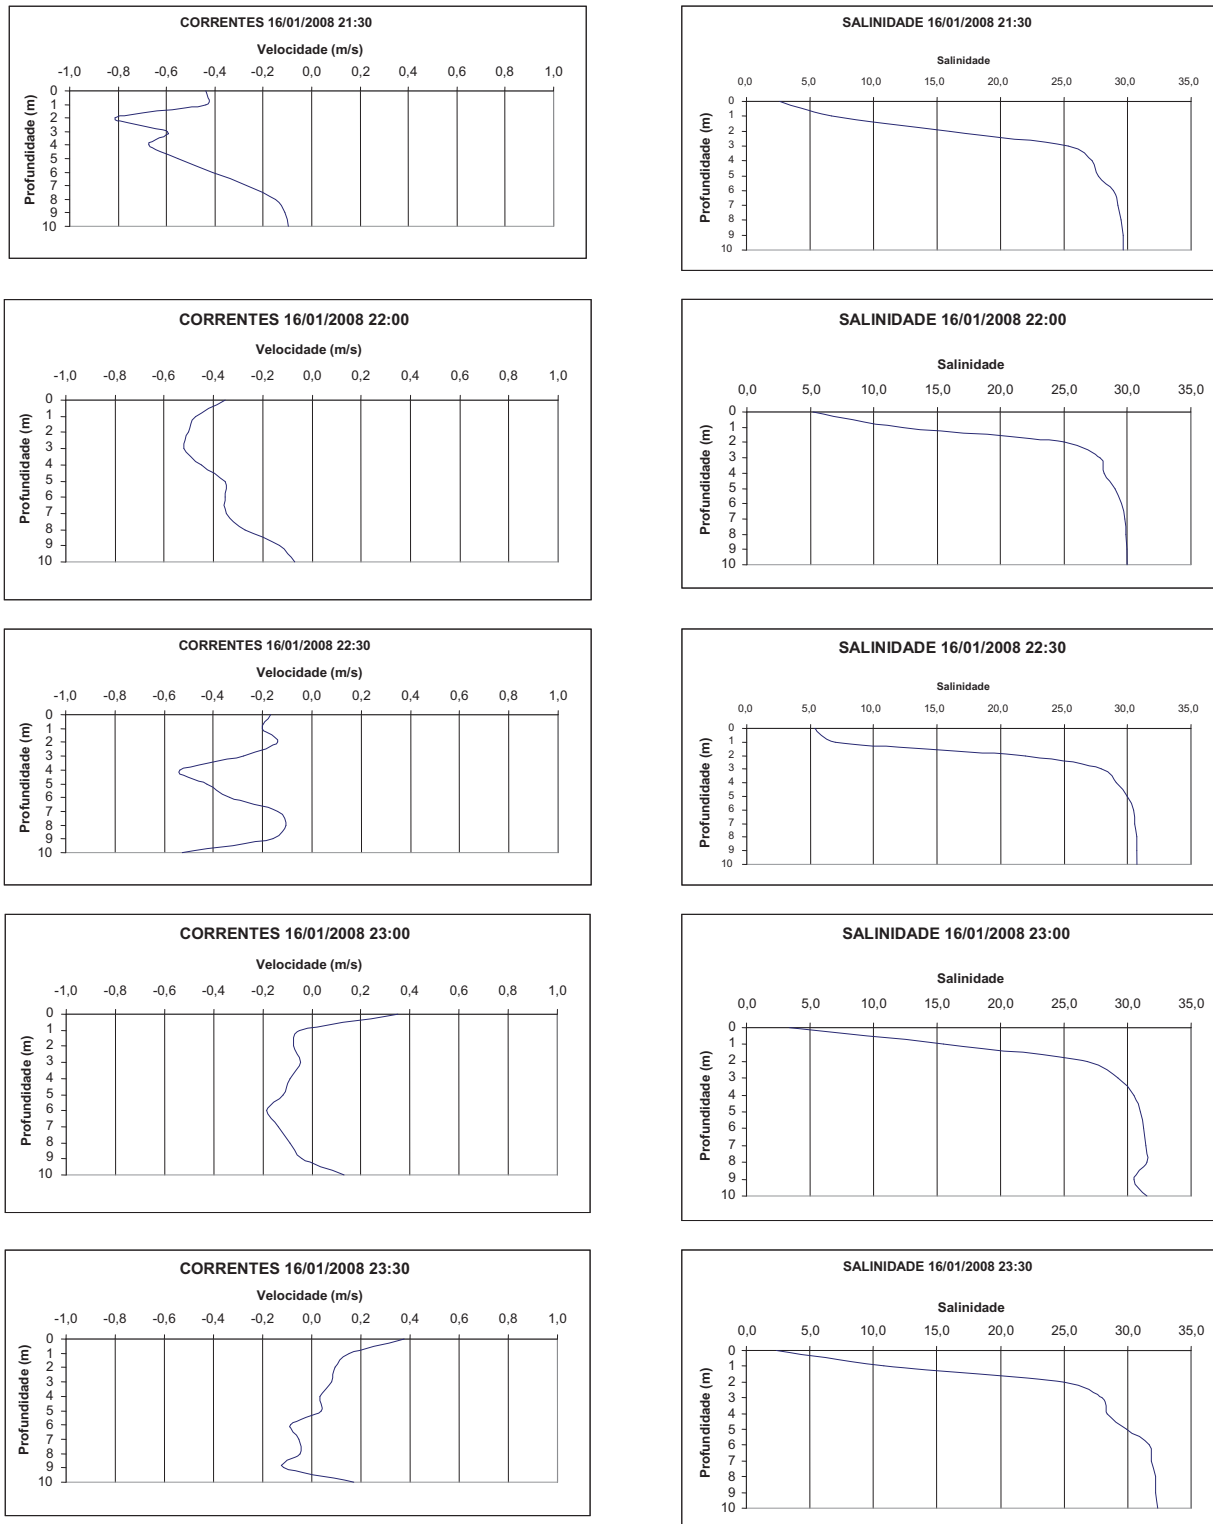 CORRENTES 16/01/2008 21:30
Velocidade (m/s)
-1,0 -0,8 -0,6 -0,4 -0,2 0,0 0,2 0,4 0,6 0,8 1,0
Profundidade (m)
0
1
2
3
4
5
6
7
8
9
10
SALINIDADE 16/01/2008 21:30
Salinidade
0,0 5,0 10,0 15,0 20,0 25,0 30,0 35,0
Profundidade (m)
0
1
2
3
4
5
6
7
8
9
10
CORRENTES 16/01/2008 22:00
Velocidade (m/s)
-1,0 -0,8 -0,6 -0,4 -0,2 0,0 0,2 0,4 0,6 0,8 1,0
Profundidade (m)
0
1
2
3
4
5
6
7
8
9
10
SALINIDADE 16/01/2008 22:00
Salinidade
0,0 5,0 10,0 15,0 20,0 25,0 30,0 35,0
Profundidade (m)
0
1
2
3
4
5
6
7
8
9
10
CORRENTES 16/01/2008 22:30
Velocidade (m/s)
-1,0 -0,8 -0,6 -0,4 -0,2 0,0 0,2 0,4 0,6 0,8 1,0
Profundidade (m)
0
1
2
3
4
5
6
7
8
9
10
SALINIDADE 16/01/2008 22:30
Salinidade
0,0 5,0 10,0 15,0 20,0 25,0 30,0 35,0
Profundidade (m)
0
1
2
3
4
5
6
7
8
9
10
CORRENTES 16/01/2008 23:00
Velocidade (m/s)
-1,0 -0,8 -0,6 -0,4 -0,2 0,0 0,2 0,4 0,6 0,8 1,0
Profundidade (m)
0
1
2
3
4
5
6
7
8
9
10
SALINIDADE 16/01/2008 23:00
Salinidade
0,0 5,0 10,0 15,0 20,0 25,0 30,0 35,0
Profundidade (m)
0
1
2
3
4
5
6
7
8
9
10
CORRENTES 16/01/2008 23:30
Velocidade (m/s)
-1,0 -0,8 -0,6 -0,4 -0,2 0,0 0,2 0,4 0,6 0,8 1,0
Profundidade (m)
0
1
2
3
4
5
6
7
8
9
10
SALINIDADE 16/01/2008 23:30
Salinidade
0,0 5,0 10,0 15,0 20,0 25,0 30,0 35,0
Profundidade (m)
0
1
2
3
4
5
6
7
8
9
10